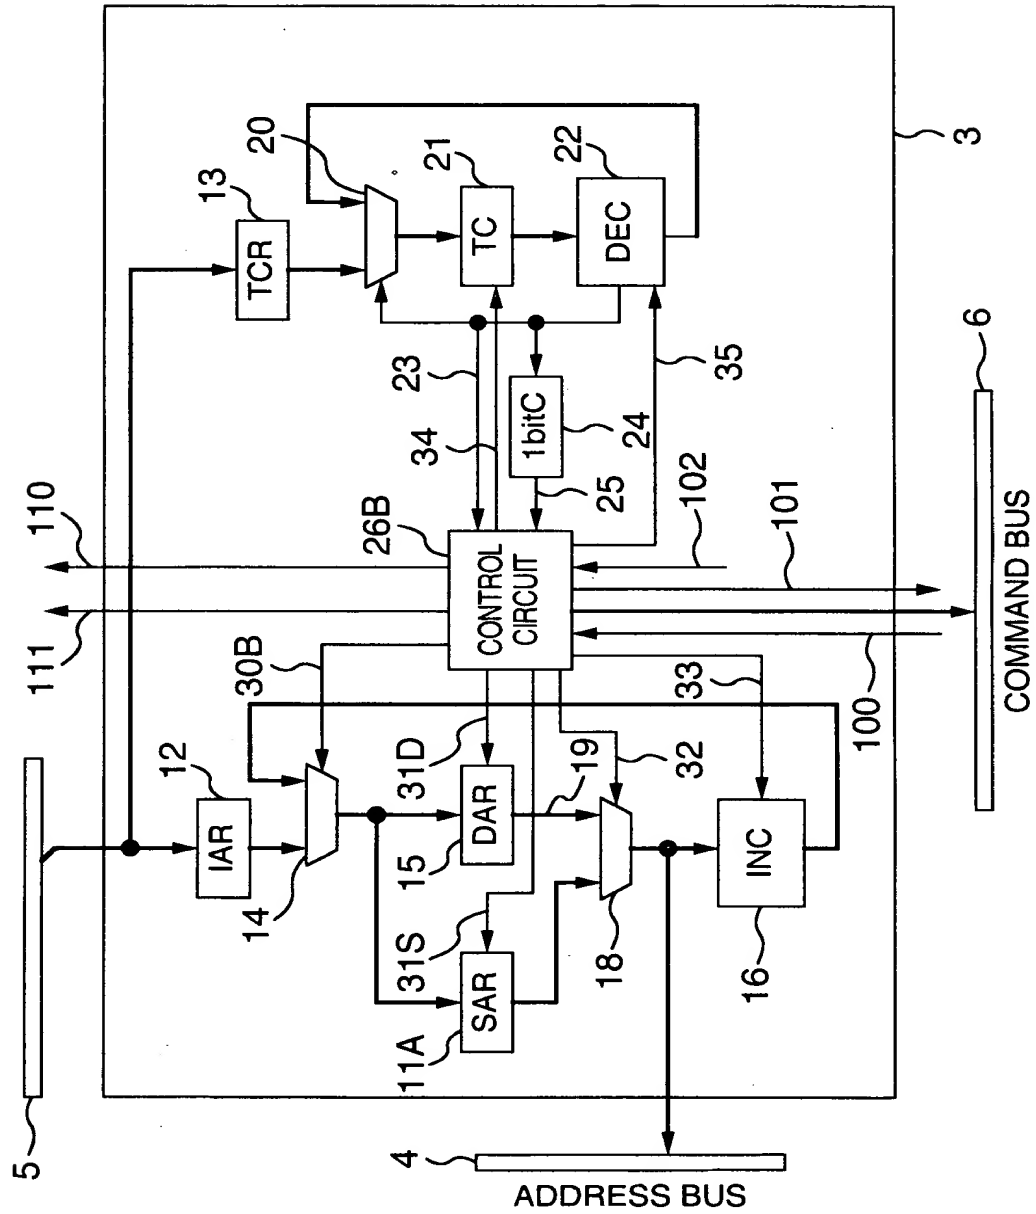 20
3
13
21
22
TCR
TC
DEC
6
23
34
1bitC
24
35
25
102
101
110
111
26B
CONTROL
CIRCUIT
COMMAND BUS
30B
33
100
12
31D
19
32
IAR
DAR
INC
14
15
31S
18
16
SAR
11A
5
4
ADDRESS BUS